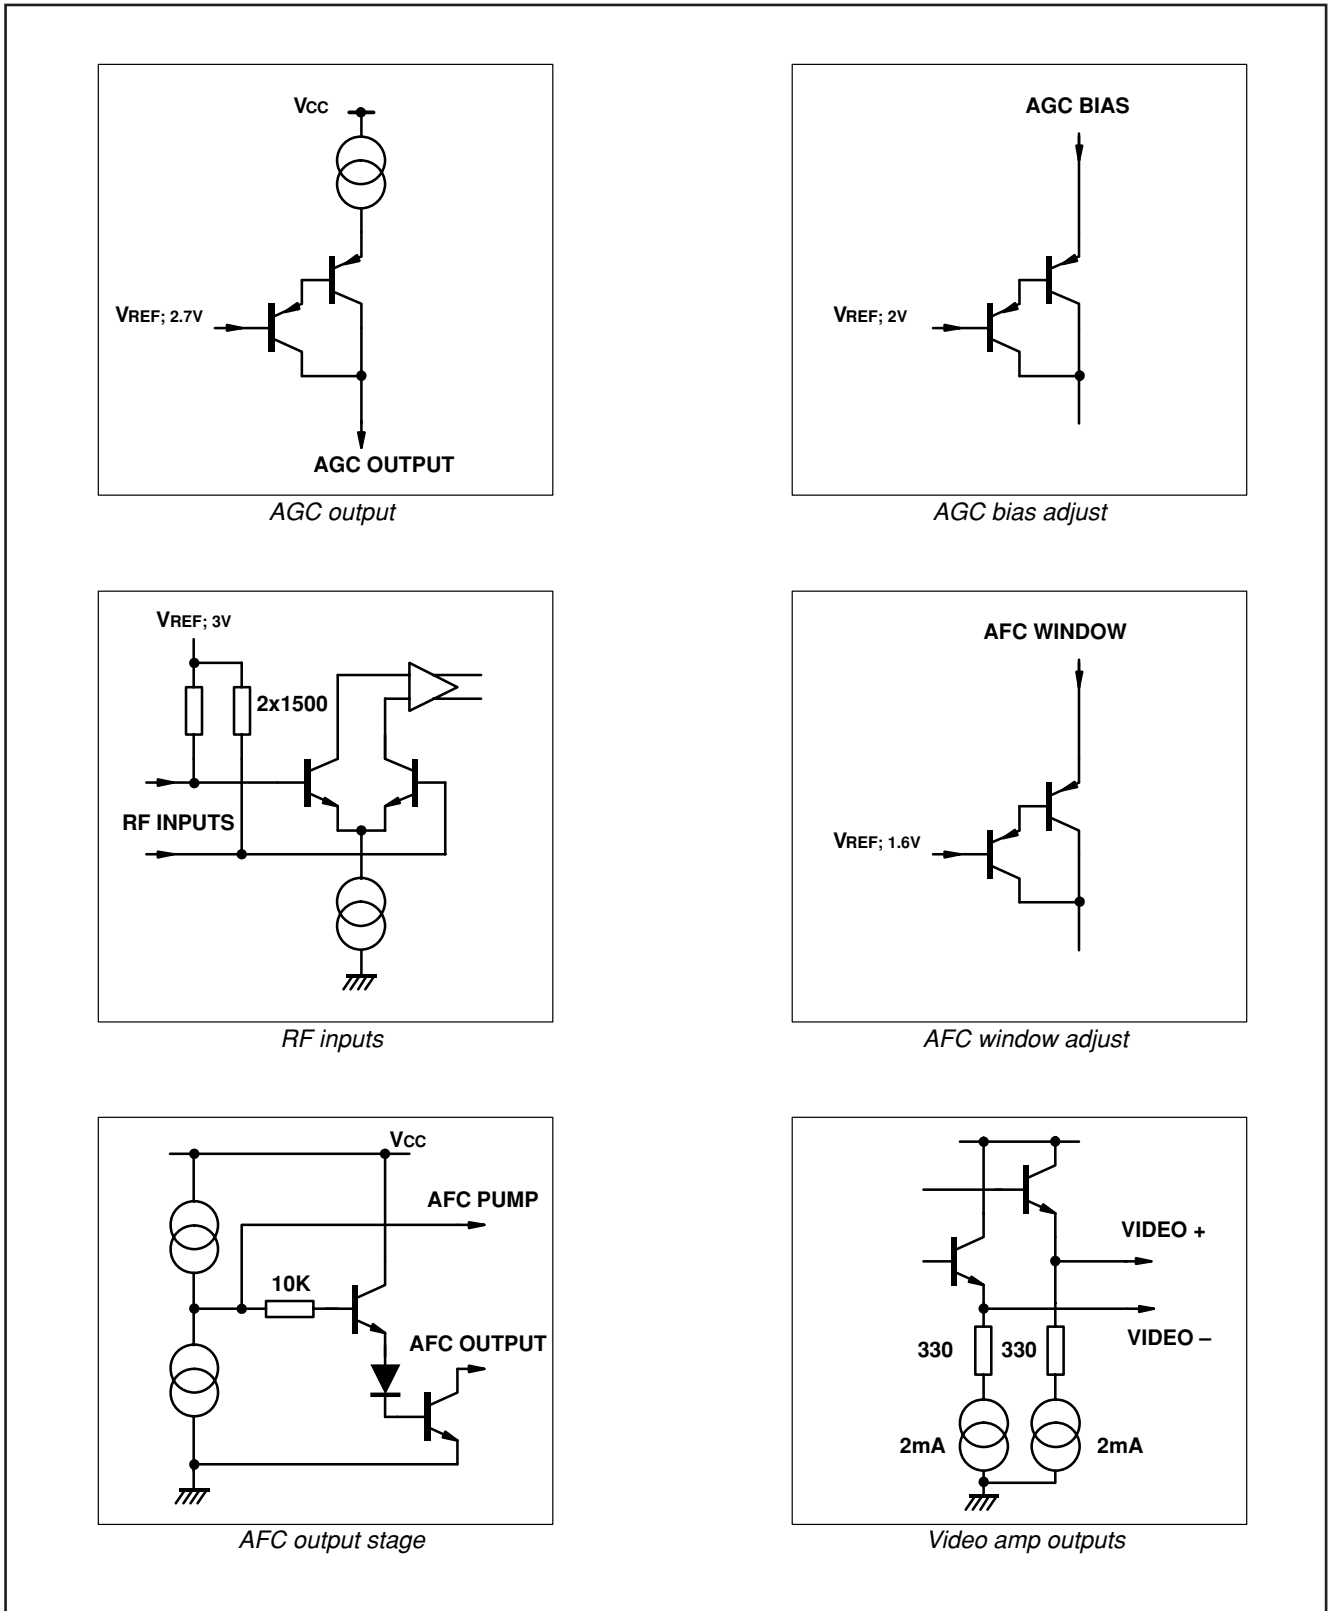 VCC
VREF; 2.7V
AGC OUTPUT
AGC output
AGC BIAS
VREF; 2V
AGC bias adjust
VREF; 3V
2x1500
RF INPUTS
RF inputs
AFC WINDOW
VREF; 1.6V
AFC window adjust
VCC
AFC PUMP
10K
AFC OUTPUT
AFC output stage
VIDEO +
VIDEO –
330 330
2mA 2mA
Video amp outputs